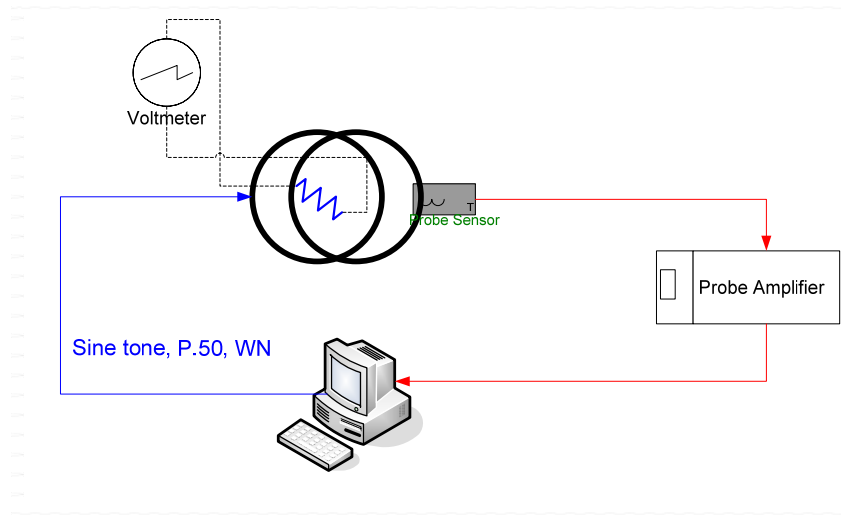 Voltmeter
T
Probe Sensor
Probe Amplifier
Sine tone, P.50, WN